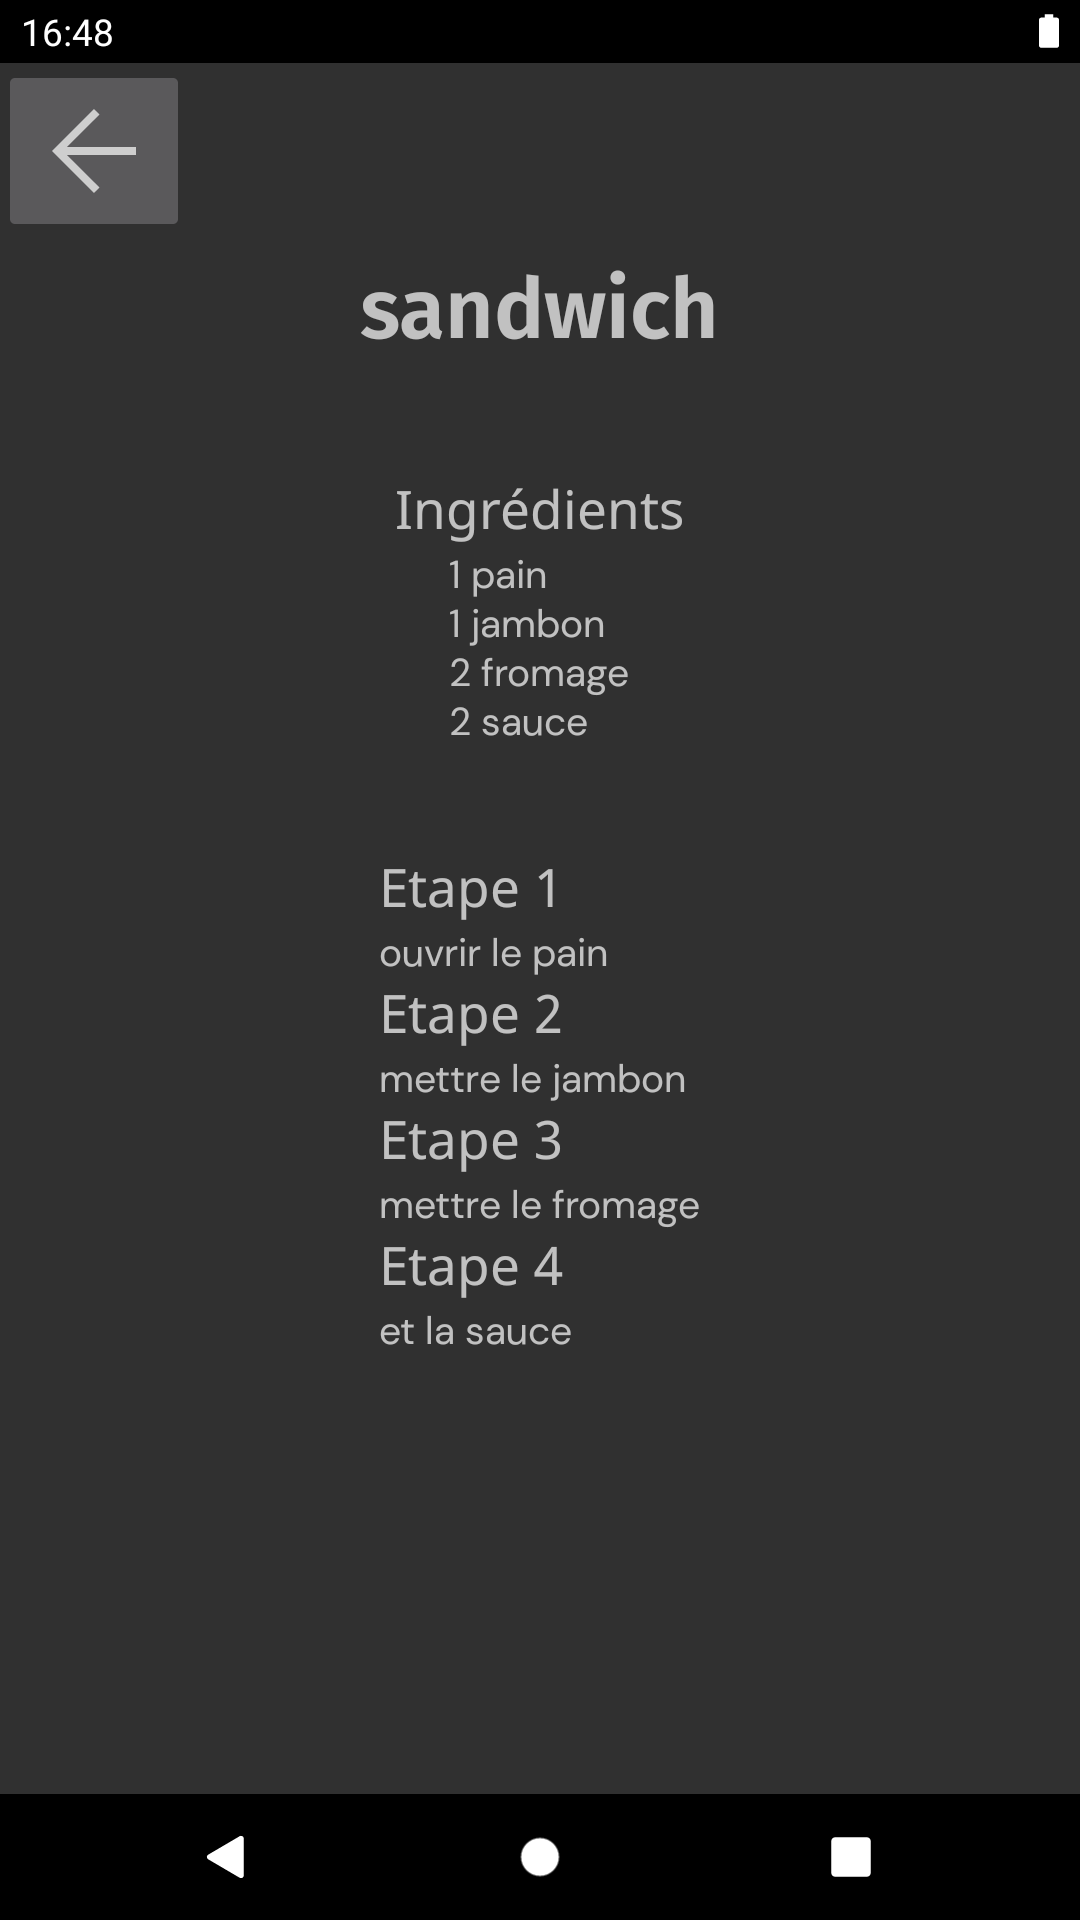 16:48
sandwich
Ingrédients
1 pain
1 jambon
2 fromage
2 sauce
Etape 1
ouvrir le pain
Etape 2
mettre le jambon
Etape 3
mettre le fromage
Etape 4
et la sauce